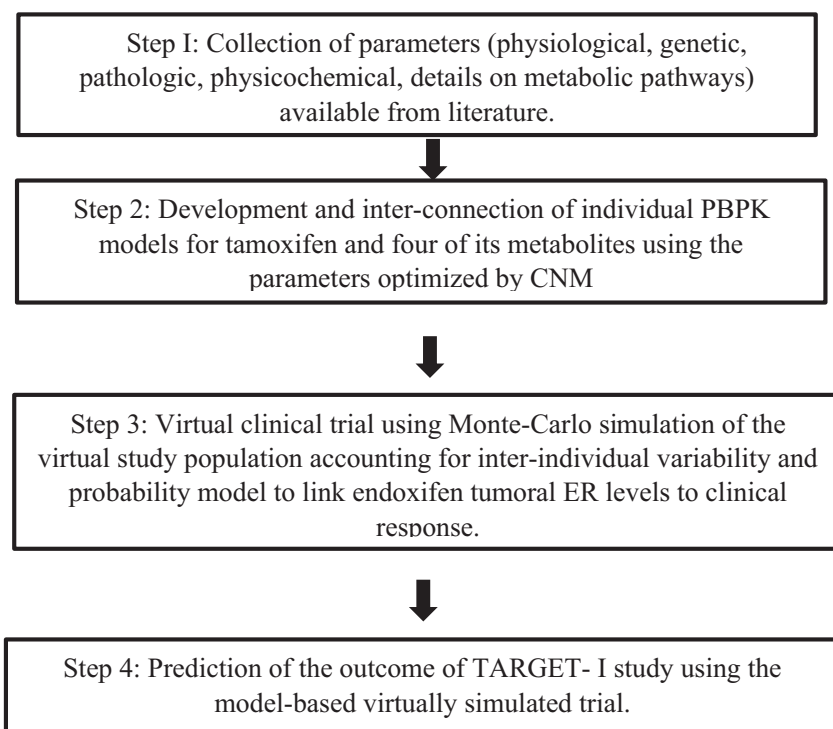 Step I: Collection of parameters (physiological, genetic,
pathologic, physicochemical, details on metabolic pathways)
available from literature.
Step 2: Development and inter-connection of individual PBPK
models for tamoxifen and four of its metabolites using the
parameters optimized by CNM
Step 3: Virtual clinical trial using Monte-Carlo simulation of the
virtual study population accounting for inter-individual variability and
probability model to link endoxifen tumoral ER levels to clinical
response.
Step 4: Prediction of the outcome of TARGET- I study using the
model-based virtually simulated trial.